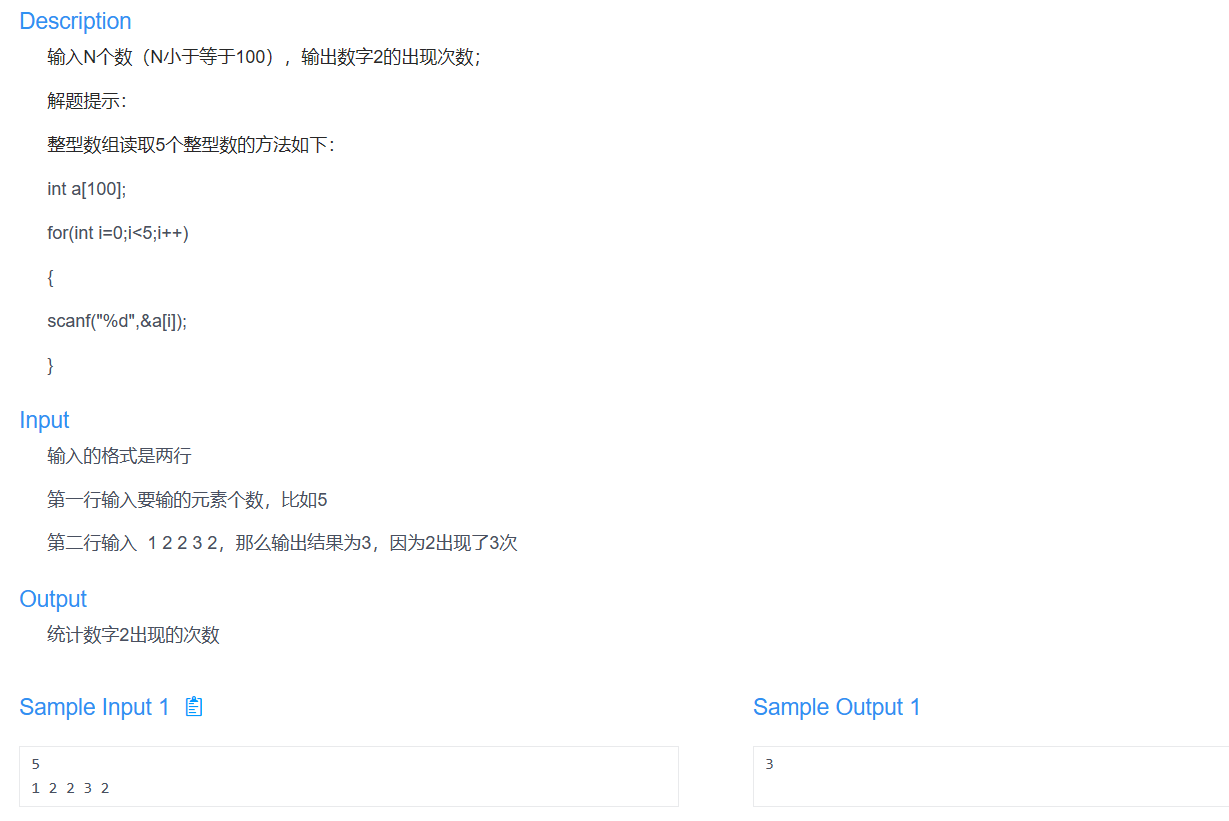 Description
输入N个数（N小于等于100），输出数字2的出现次数；
解题提示：
整型数组读取5个整型数的方法如下：
int a[100];
for(int i=0;i<5;i++)
{
scanf("%d",&a[i]);
}
Input
输入的格式是两行
第一行输入要输的元素个数，比如5
第二行输入  1 2 2 3 2，那么输出结果为3，因为2出现了3次
Output
统计数字2出现的次数
Sample Input 1
5
1 2 2 3 2
Sample Output 1
3